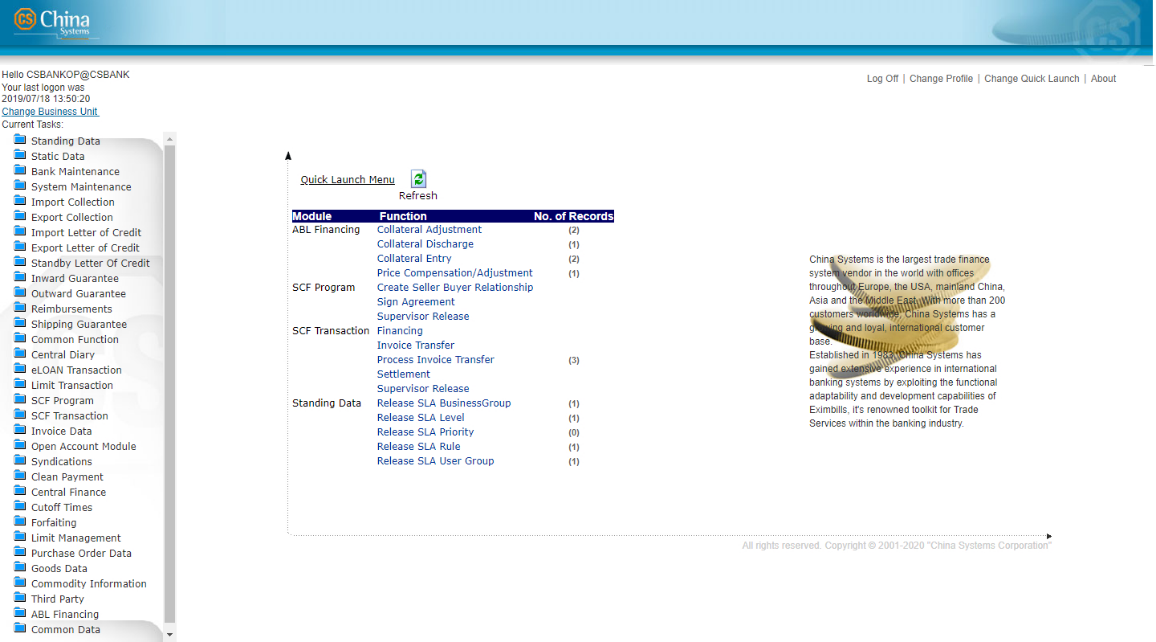 CS China
Systems
Hello CSBANKOP@CSBANK
Your last logon was
2019/07/18 13:50:20
Change Business Unit
Current Tasks:
Log Off | Change Profile | Change Quick Launch | About
Standing Data
Static Data
Bank Maintenance
System Maintenance
Import Collection
Export Collection
Import Letter of Credit
Export Letter of Credit
Standby Letter Of Credit
Inward Guarantee
Outward Guarantee
Reimbursements
Shipping Guarantee
Common Function
Central Diary
eLOAN Transaction
Limit Transaction
SCF Program
SCF Transaction
Invoice Data
Open Account Module
Syndications
Clean Payment
Central Finance
Cutoff Times
Forfaiting
Limit Management
Purchase Order Data
Goods Data
Commodity Information
Third Party
ABL Financing
Common Data
Quick Launch Menu
Refresh
Module Function No. of Records
ABL Financing Collateral Adjustment (2)
Collateral Discharge (1)
Collateral Entry (2)
Price Compensation/Adjustment (1)
SCF Program Create Seller Buyer Relationship
Sign Agreement
Supervisor Release
SCF Transaction Financing
Invoice Transfer
Process Invoice Transfer (3)
Settlement
Supervisor Release
Standing Data Release SLA BusinessGroup (1)
Release SLA Level (1)
Release SLA Priority (0)
Release SLA Rule (1)
Release SLA User Group (1)
China Systems is the largest trade finance
system vendor in the world with offices
throughout Europe, the USA, mainland China,
Asia and the Middle East. With more than 200
customers worldwide, China Systems has a
growing and loyal, international customer
base.
Established in 1983, China Systems has
gained extensive experience in international
banking systems by exploiting the functional
adaptability and development capabilities of
Eximbills, it's renowned toolkit for Trade
Services within the banking industry.
All rights reserved. Copyright © 2001-2020 "China Systems Corporation"
CS